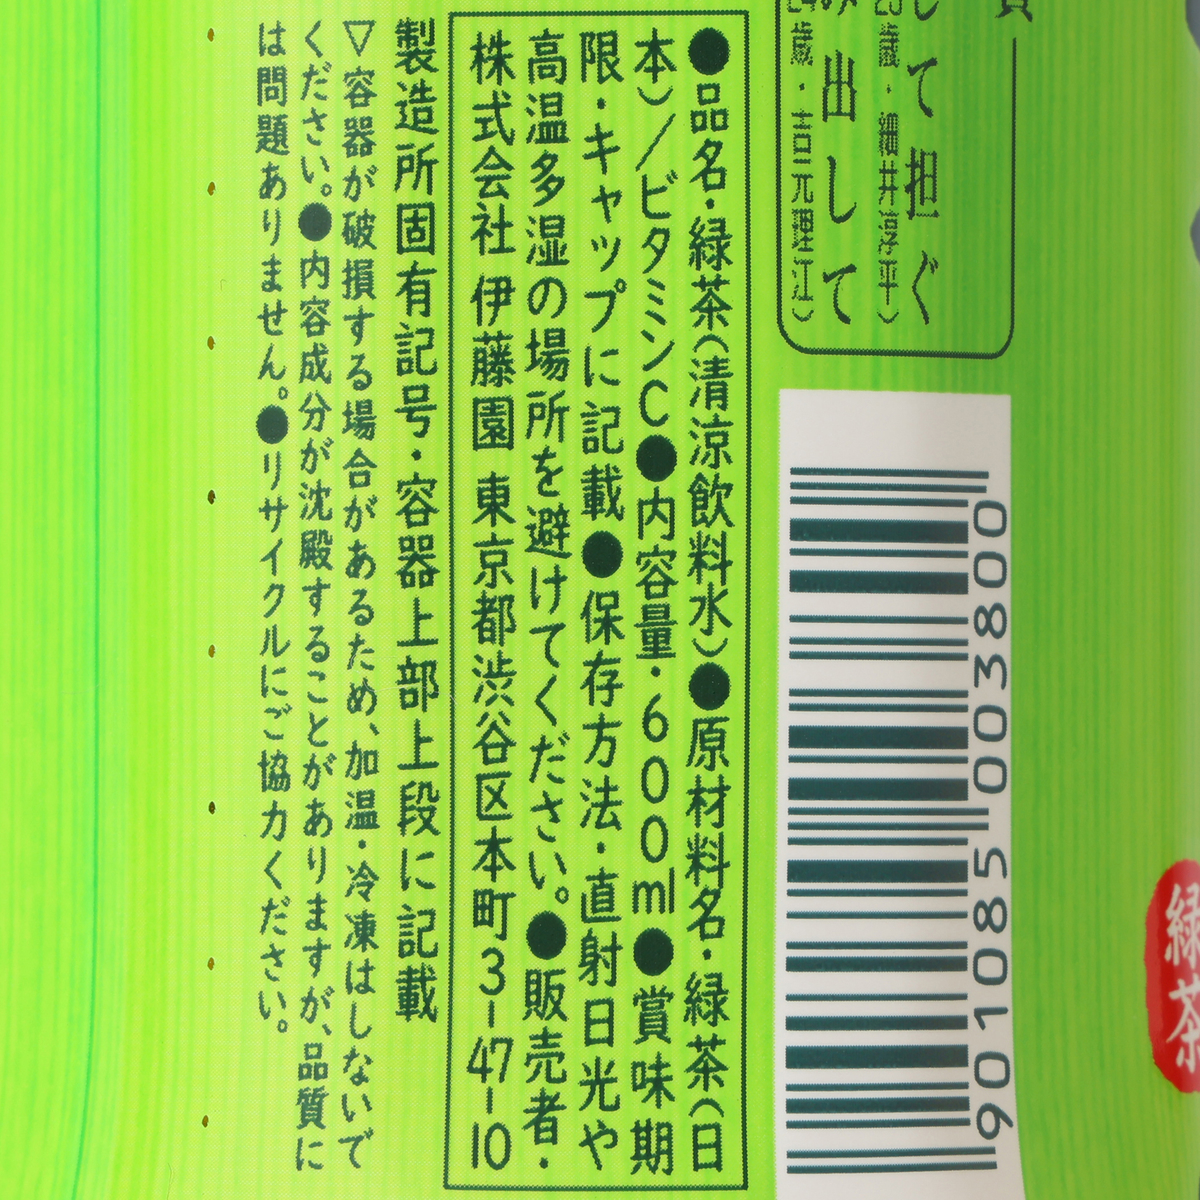 緑茶
して担ぐ
歳・細井淳平）
み出して
歳・吉元理江）
901085 003800
●品名・緑茶（清涼飲料水）●原材料名・緑茶（日
本）／ビタミンC●内容量・600ml●賞味期
限・キャップに記載●保存方法・直射日光や
高温多湿の場所を避けてください。●販売者・
株式会社 伊藤園 東京都渋谷区本町3-47-10
製造所固有記号・容器上部上段に記載
▽容器が破損する場合があるため、加温・冷凍はしないで
ください。●内容成分が沈殿することがありますが、品質に
は問題ありません。●リサイクルにご協力ください。